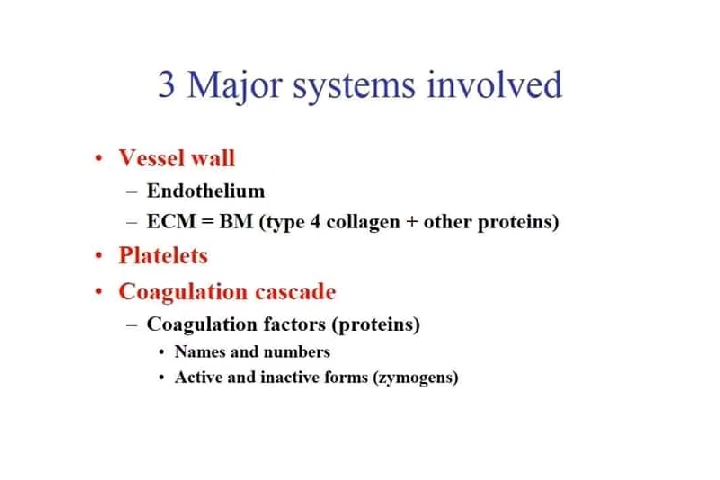 3 Major systems involved
• Vessel wall
– Endothelium
– ECM = BM (type 4 collagen + other proteins)
• Platelets
• Coagulation cascade
– Coagulation factors (proteins)
• Names and numbers
• Active and inactive forms (zymogens)